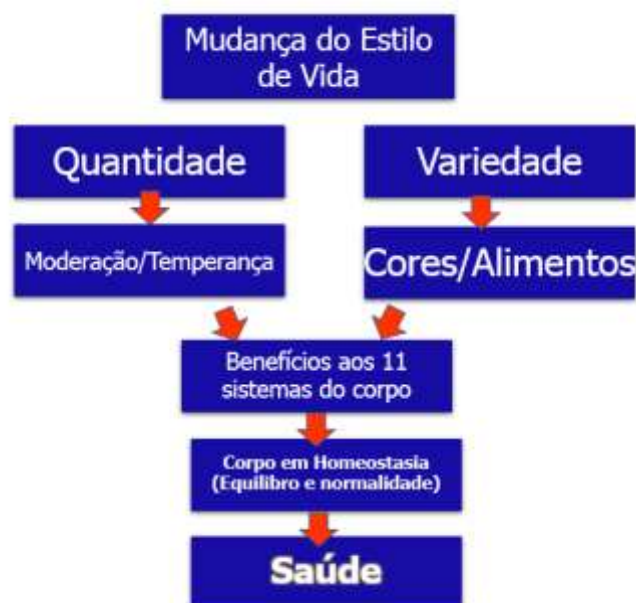 Mudança do Estilo
de Vida
Quantidade
Variedade
Moderação/Temperança
Cores/Alimentos
Benefícios aos 11
sistemas do corpo
Corpo em Homeostasia
(Equilibro e normalidade)
Saúde